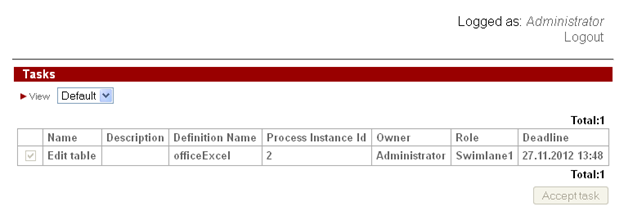 Logged as: Administrator
Logout
Tasks
View Default
Total:1
Name Description Definition Name Process Instance Id Owner Role Deadline
Edit table officeExcel 2 Administrator Swimlane1 27.11.2012 13:48
Total:1
Accept task